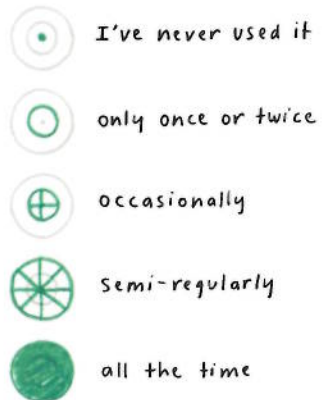 I've never used it
only once or twice
occasionally
semi-regularly
all the time